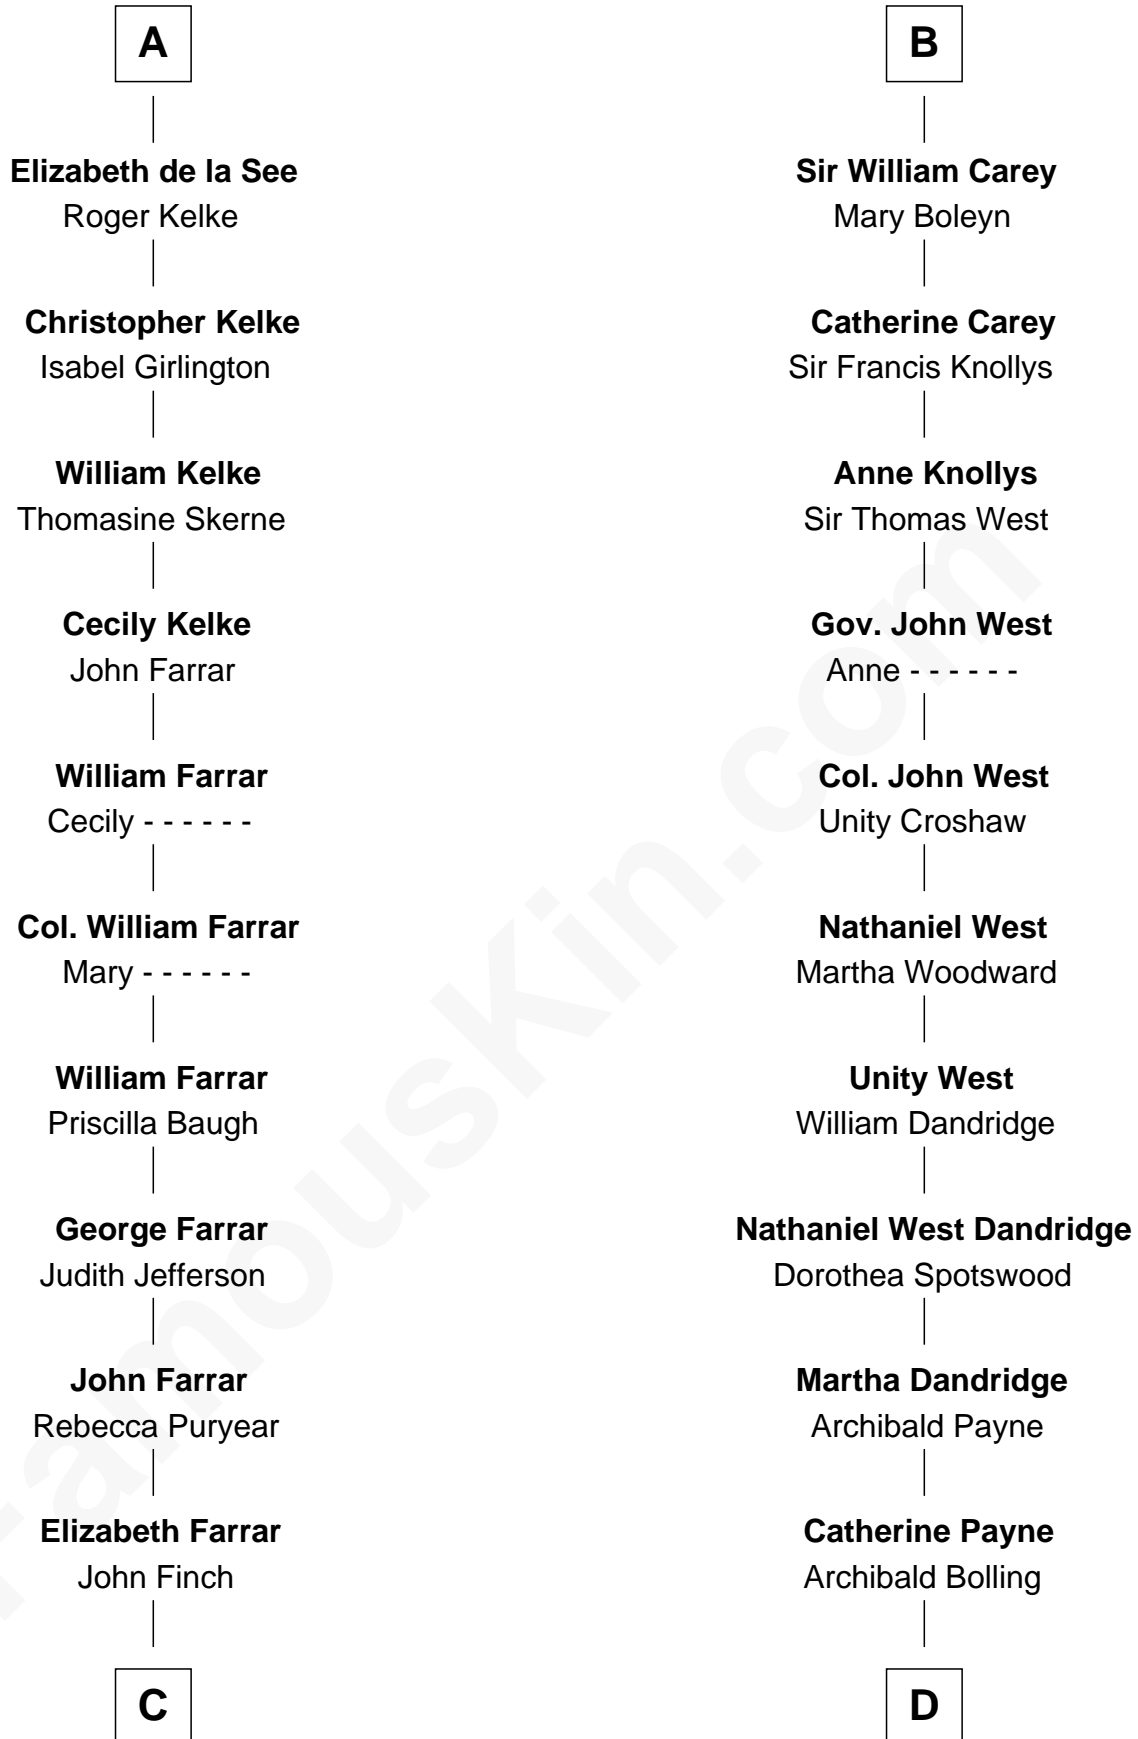 A
Elizabeth de la See
Roger Kelke
Christopher Kelke
Isabel Girlington
William Kelke
Thomasine Skerne
Cecily Kelke
John Farrar
William Farrar
Cecily - - - - - -
Col. William Farrar
Mary - - - - - -
William Farrar
Priscilla Baugh
George Farrar
Judith Jefferson
John Farrar
Rebecca Puryear
Elizabeth Farrar
John Finch
C
B
Sir William Carey
Mary Boleyn
Catherine Carey
Sir Francis Knollys
Anne Knollys
Sir Thomas West
Gov. John West
Anne - - - - - -
Col. John West
Unity Croshaw
Nathaniel West
Martha Woodward
Unity West
William Dandridge
Nathaniel West Dandridge
Dorothea Spotswood
Martha Dandridge
Archibald Payne
Catherine Payne
Archibald Bolling
D
FamousKin.com